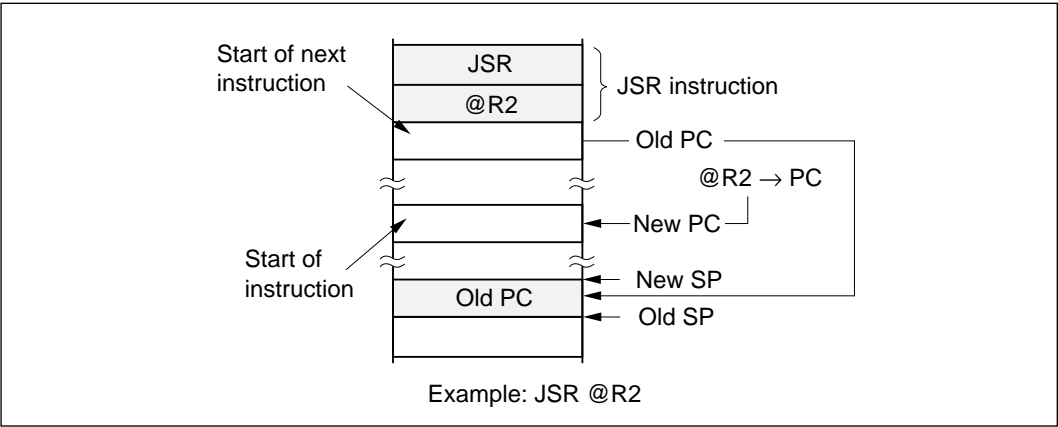 Start of next
instruction
JSR
@R2
JSR instruction
Old PC
@R2 → PC
New PC
Start of
instruction
New SP
Old PC
Old SP
Example: JSR @R2